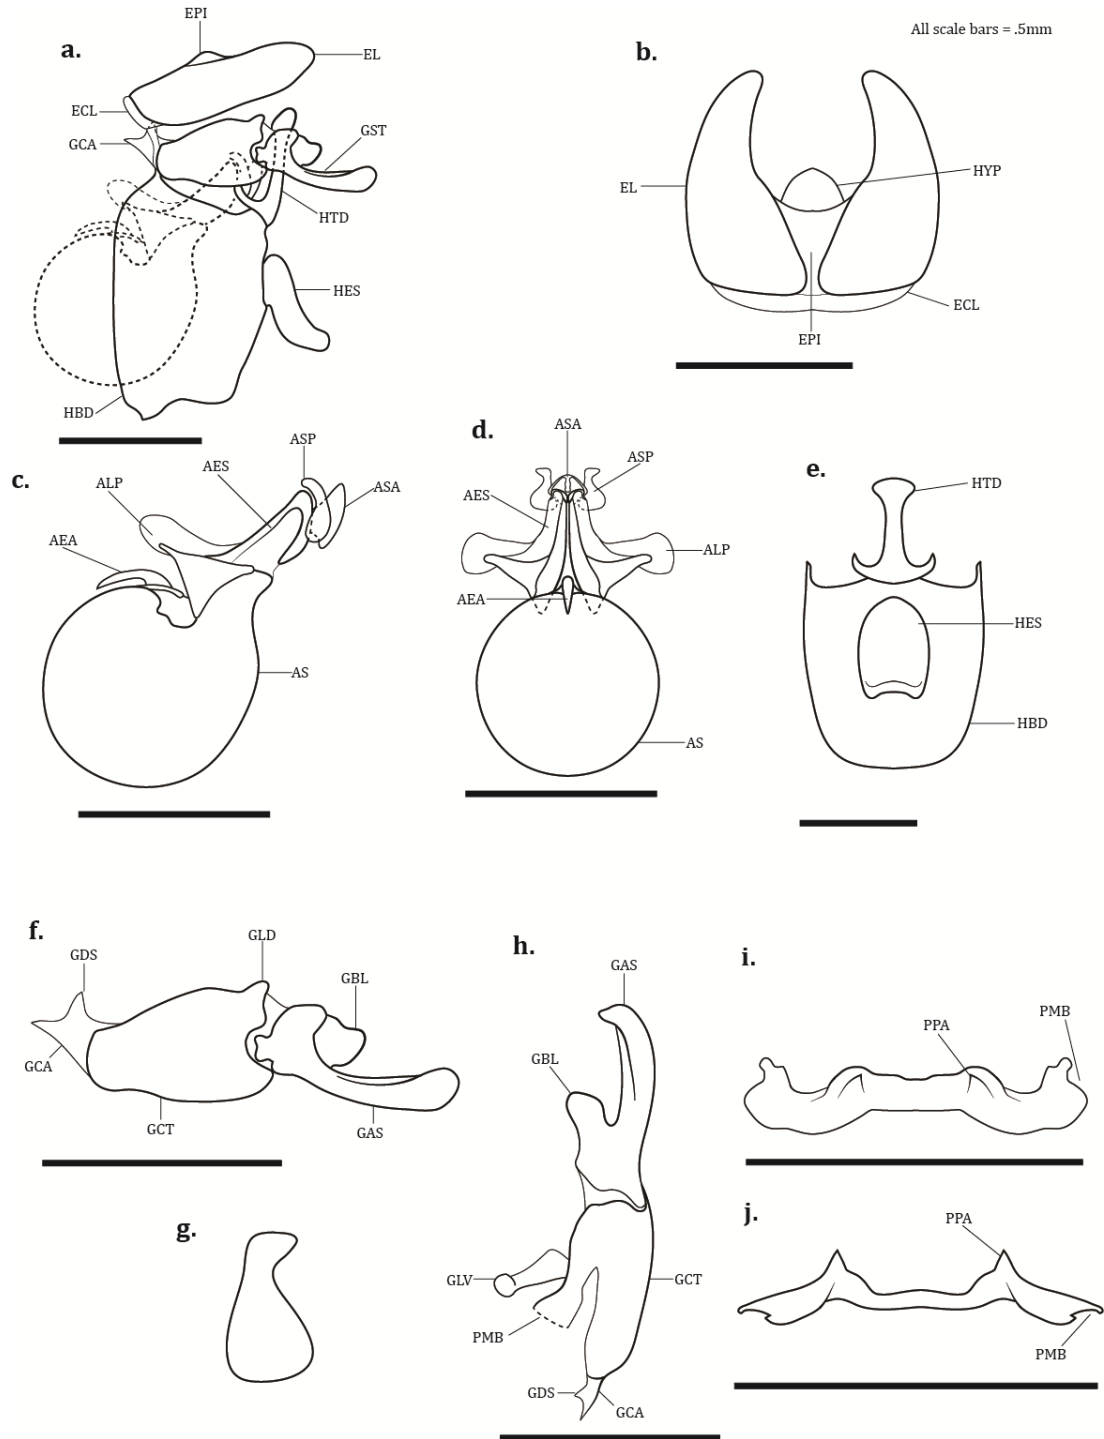 All scale bars = .5mm
a.
EPI
EL
ECL
GCA
GST
HTD
HES
HBD
b.
EL
HYP
ECL
EPI
c.
ASP
AES
ALP
ASA
AEA
AS
d.
ASA
ASP
AES
ALP
AEA
AS
e.
HTD
HES
HBD
f.
GLD
GDS
GBL
GCA
GCT
GAS
g.
h.
GAS
GBL
GLV
GCT
PMB
GDS
GCA
i.
PMB
PPA
j.
PPA
PMB